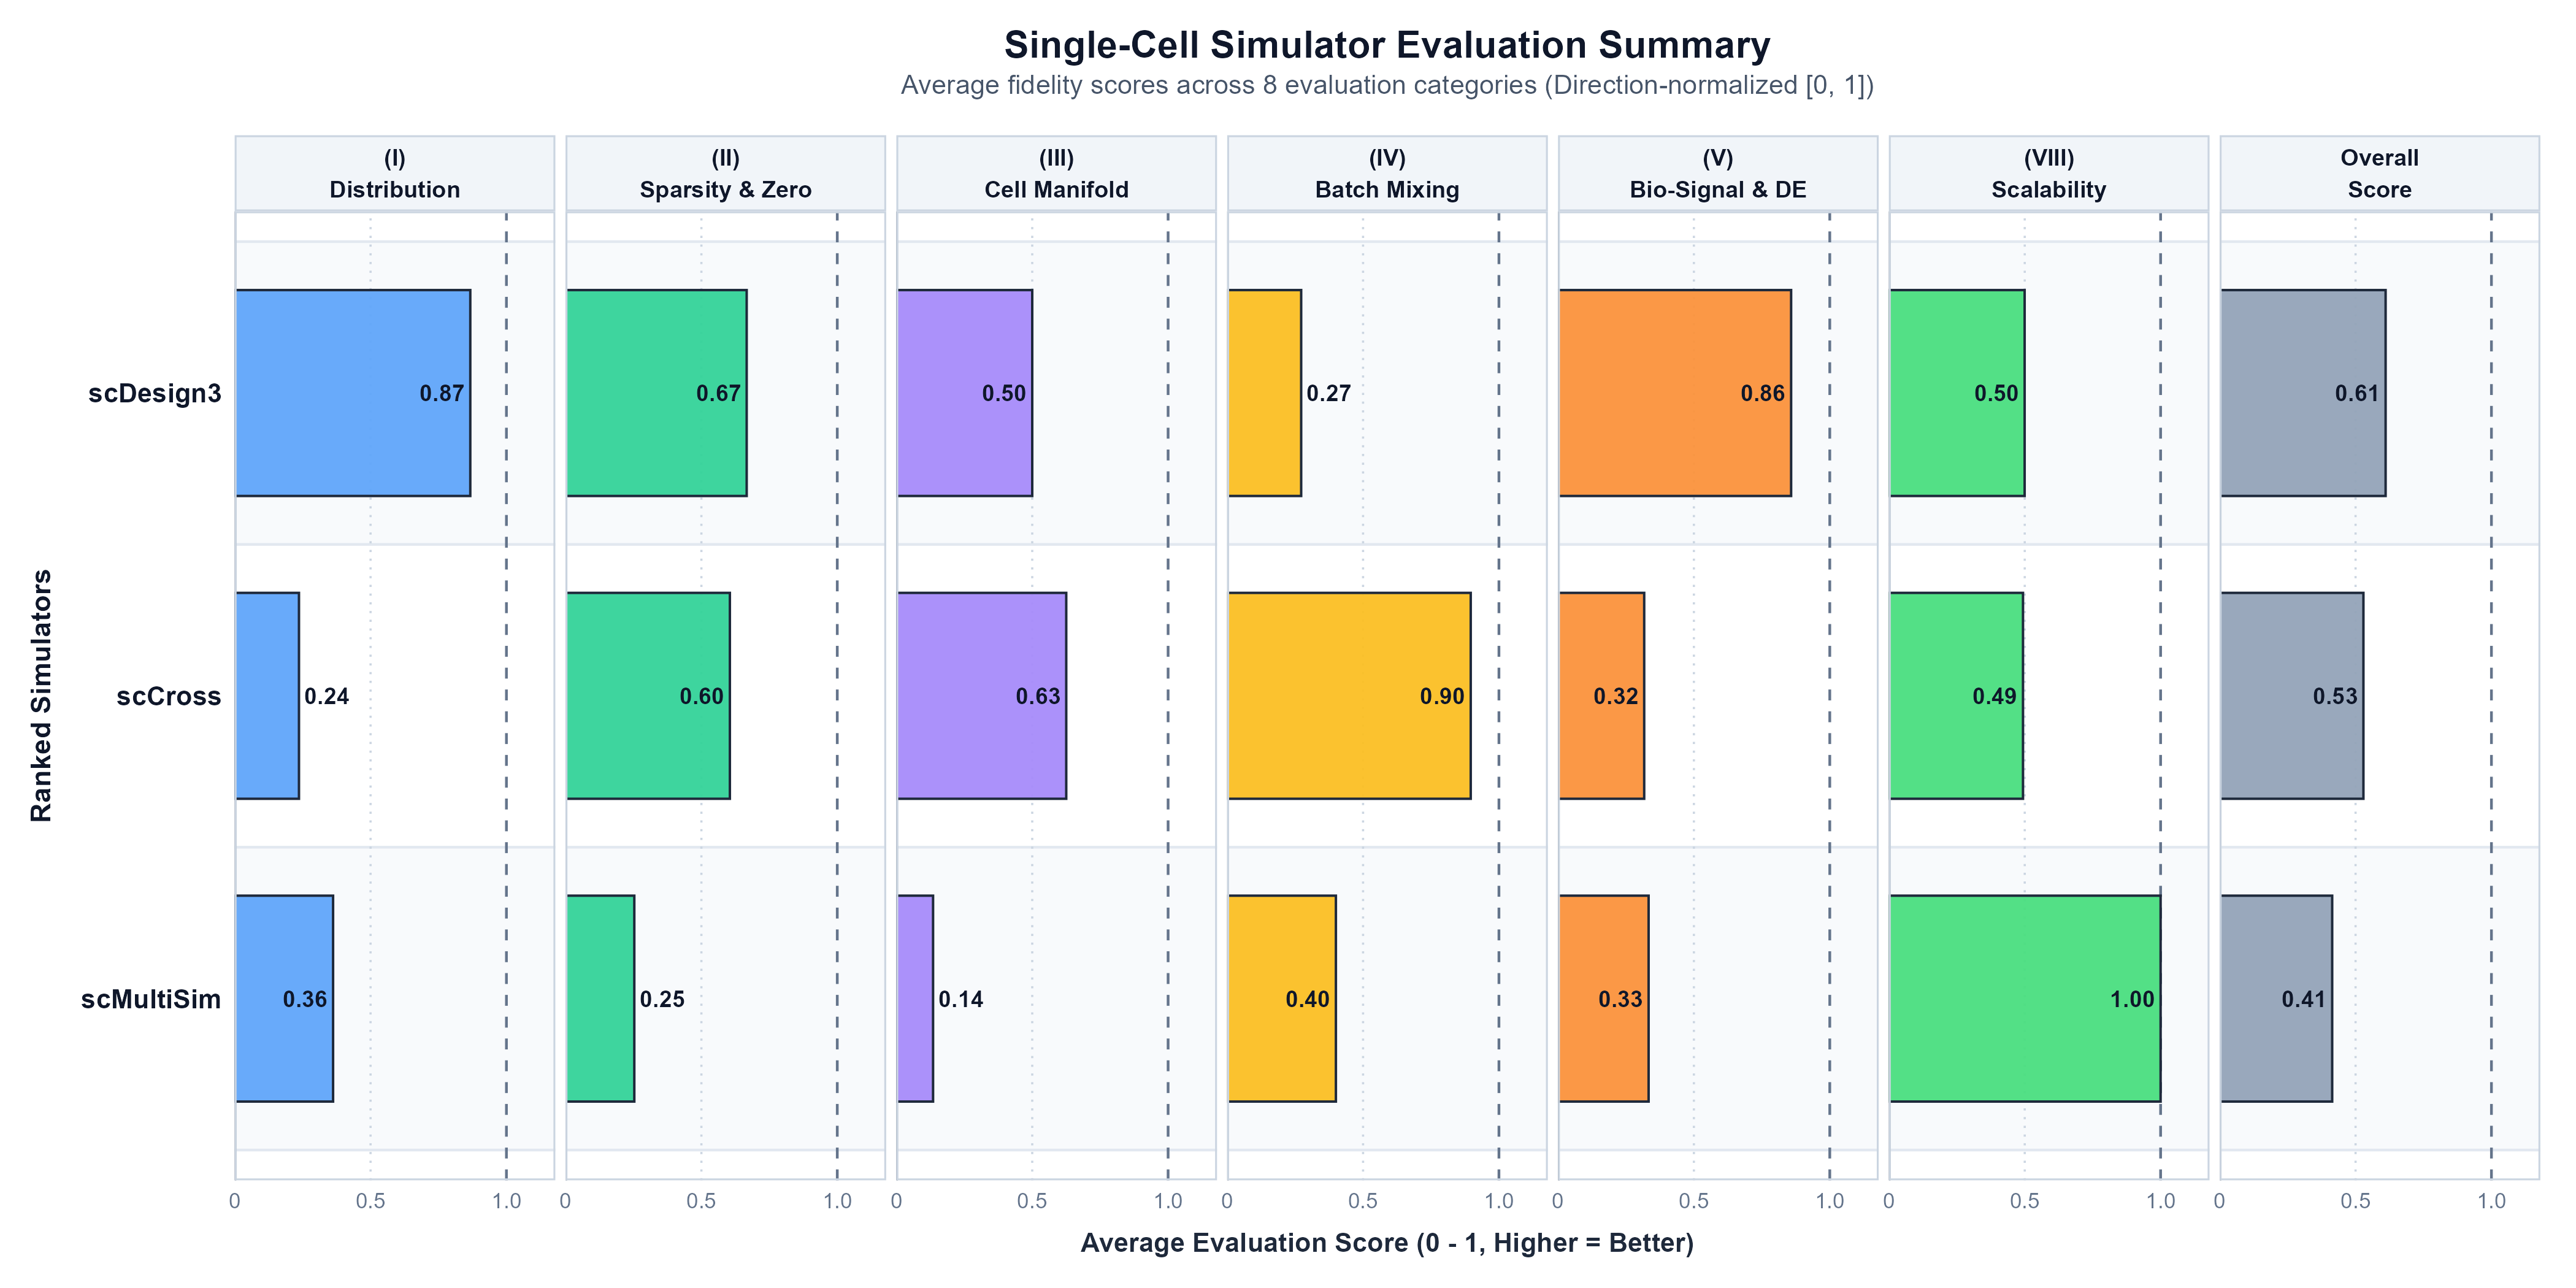 Single-Cell Simulator Evaluation Summary
Average fidelity scores across 8 evaluation categories (Direction-normalized [0, 1])
(I)
Distribution
(II)
Sparsity & Zero
(III)
Cell Manifold
(IV)
Batch Mixing
(V)
Bio-Signal & DE
(VIII)
Scalability
Overall
Score
Ranked Simulators
scDesign3
0.87
0.67
0.50
0.27
0.86
0.50
0.61
scCross
0.24
0.60
0.63
0.90
0.32
0.49
0.53
scMultiSim
0.36
0.25
0.14
0.40
0.33
1.00
0.41
0 0.5 1.0
0 0.5 1.0
0 0.5 1.0
0 0.5 1.0
0 0.5 1.0
0 0.5 1.0
0 0.5 1.0
Average Evaluation Score (0 - 1, Higher = Better)